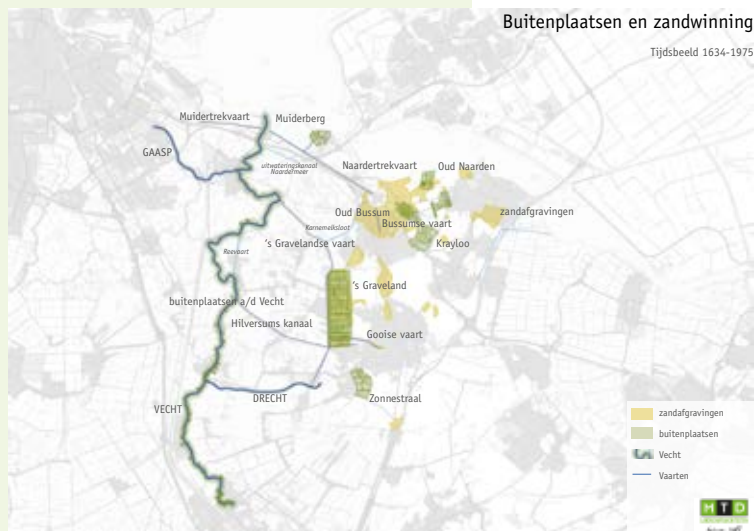 Buitenplaatsen en zandwinning
Tijdsbeeld 1634-1975
Muidertrekvaart
Muiderberg
GAASP
uitwateringskanaal
Naardermeer
Naardertrekvaart
Oud Naarden
Oud Bussum
zandafgravingen
Bussumse vaart
Karnemelksloot
's Gravelandse vaart
Krayloo
Reevaart
's Graveland
buitenplaatsen a/d Vecht
Hilversums kanaal
Gooise vaart
VECHT
DRECHT
Zonnestraal
zandafgravingen
buitenplaatsen
Vecht
Vaarten
MTD